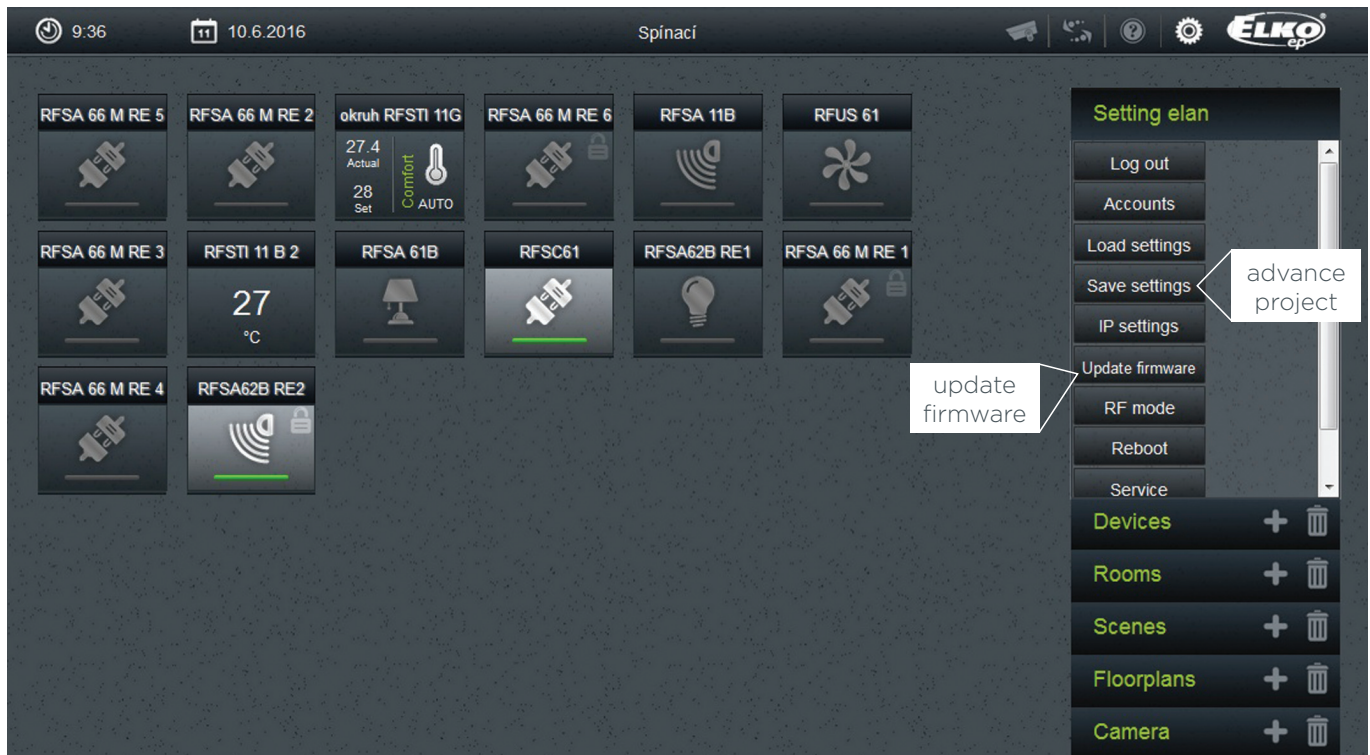 9:36
11
10.6.2016
Spínací
ELKO
ep
RFSA 66 M RE 5
RFSA 66 M RE 2
okruh RFSTI 11G
27.4
Actual
28
Set
Comfort
AUTO
RFSA 66 M RE 6
RFSA 11B
RFUS 61
RFSA 66 M RE 3
RFSTI 11 B 2
27
°C
RFSA 61B
RFSC61
RFSA62B RE1
RFSA 66 M RE 1
RFSA 66 M RE 4
RFSA62B RE2
Setting elan
Log out
Accounts
Load settings
Save settings
IP settings
Update firmware
RF mode
Reboot
Service
advance
project
update
firmware
Devices
Rooms
Scenes
Floorplans
Camera